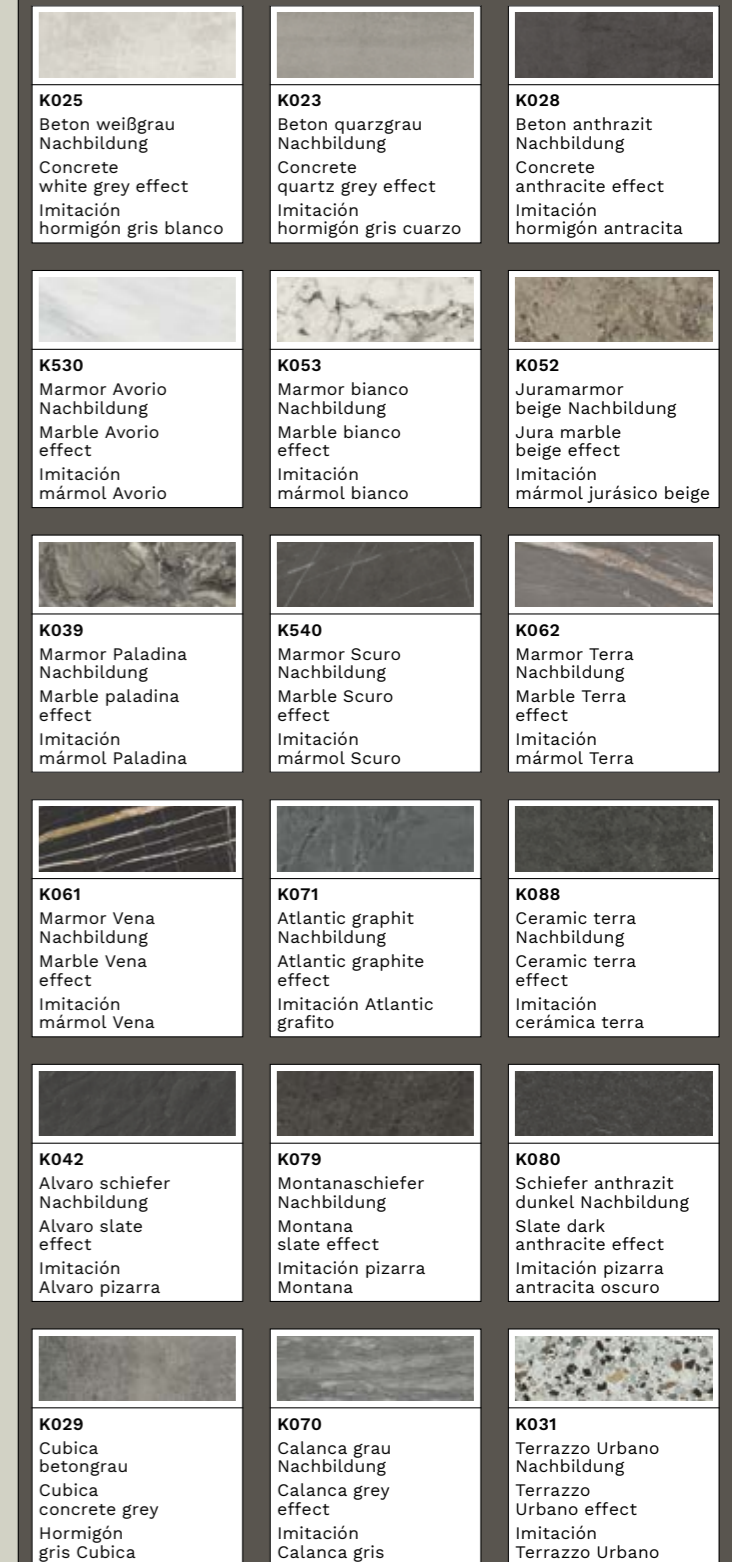 K025
Beton weißgrau
Nachbildung
Concrete
white grey effect
Imitación
hormigón gris blanco
K023
Beton quarzgrau
Nachbildung
Concrete
quartz grey effect
Imitación
hormigón gris cuarzo
K028
Beton anthrazit
Nachbildung
Concrete
anthracite effect
Imitación
hormigón antracita
K530
Marmor Avorio
Nachbildung
Marble Avorio
effect
Imitación
mármol Avorio
K053
Marmor bianco
Nachbildung
Marble bianco
effect
Imitación
mármol bianco
K052
Juramarmor
beige Nachbildung
Jura marble
beige effect
Imitación
mármol jurásico beige
K039
Marmor Paladina
Nachbildung
Marble paladina
effect
Imitación
mármol Paladina
K540
Marmor Scuro
Nachbildung
Marble Scuro
effect
Imitación
mármol Scuro
K062
Marmor Terra
Nachbildung
Marble Terra
effect
Imitación
mármol Terra
K061
Marmor Vena
Nachbildung
Marble Vena
effect
Imitación
mármol Vena
K071
Atlantic graphit
Nachbildung
Atlantic graphite
effect
Imitación Atlantic
grafito
K088
Ceramic terra
Nachbildung
Ceramic terra
effect
Imitación
cerámica terra
K042
Alvaro schiefer
Nachbildung
Alvaro slate
effect
Imitación
Alvaro pizarra
K079
Montanaschiefer
Nachbildung
Montana
slate effect
Imitación pizarra
Montana
K080
Schiefer anthrazit
dunkel Nachbildung
Slate dark
anthracite effect
Imitación pizarra
antracita oscuro
K029
Cubica
betongrau
Cubica
concrete grey
Hormigón
gris Cubica
K070
Calanca grau
Nachbildung
Calanca grey
effect
Imitación
Calanca gris
K031
Terrazzo Urbano
Nachbildung
Terrazzo
Urbano effect
Imitación
Terrazzo Urbano